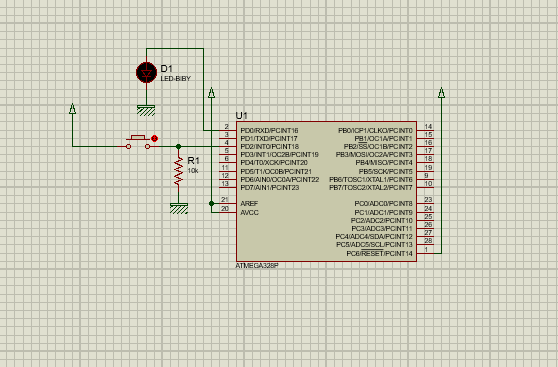 D1
LED-BIBY
U1
2 PD0/RXD/PCINT16 PB0/ICP1/CLKO/PCINT0 14
3 PD1/TXD/PCINT17 PB1/OC1A/PCINT1 15
4 PD2/INT0/PCINT18 PB2/SS/OC1B/PCINT2 16
5 PD3/INT1/OC2B/PCINT19 PB3/MOSI/OC2A/PCINT3 17
6 PD4/T0/XCK/PCINT20 PB4/MISO/PCINT4 18
11 PD5/T1/OC0B/PCINT21 PB5/SCK/PCINT5 19
12 PD6/AIN0/OC0A/PCINT22 PB6/TOSC1/XTAL1/PCINT6 9
13 PD7/AIN1/PCINT23 PB7/TOSC2/XTAL2/PCINT7 10
R1
10k
21 AREF PC0/ADC0/PCINT8 23
20 AVCC PC1/ADC1/PCINT9 24
PC2/ADC2/PCINT10 25
PC3/ADC3/PCINT11 26
PC4/ADC4/SDA/PCINT12 27
PC5/ADC5/SCL/PCINT13 28
PC6/RESET/PCINT14 1
ATMEGA328P